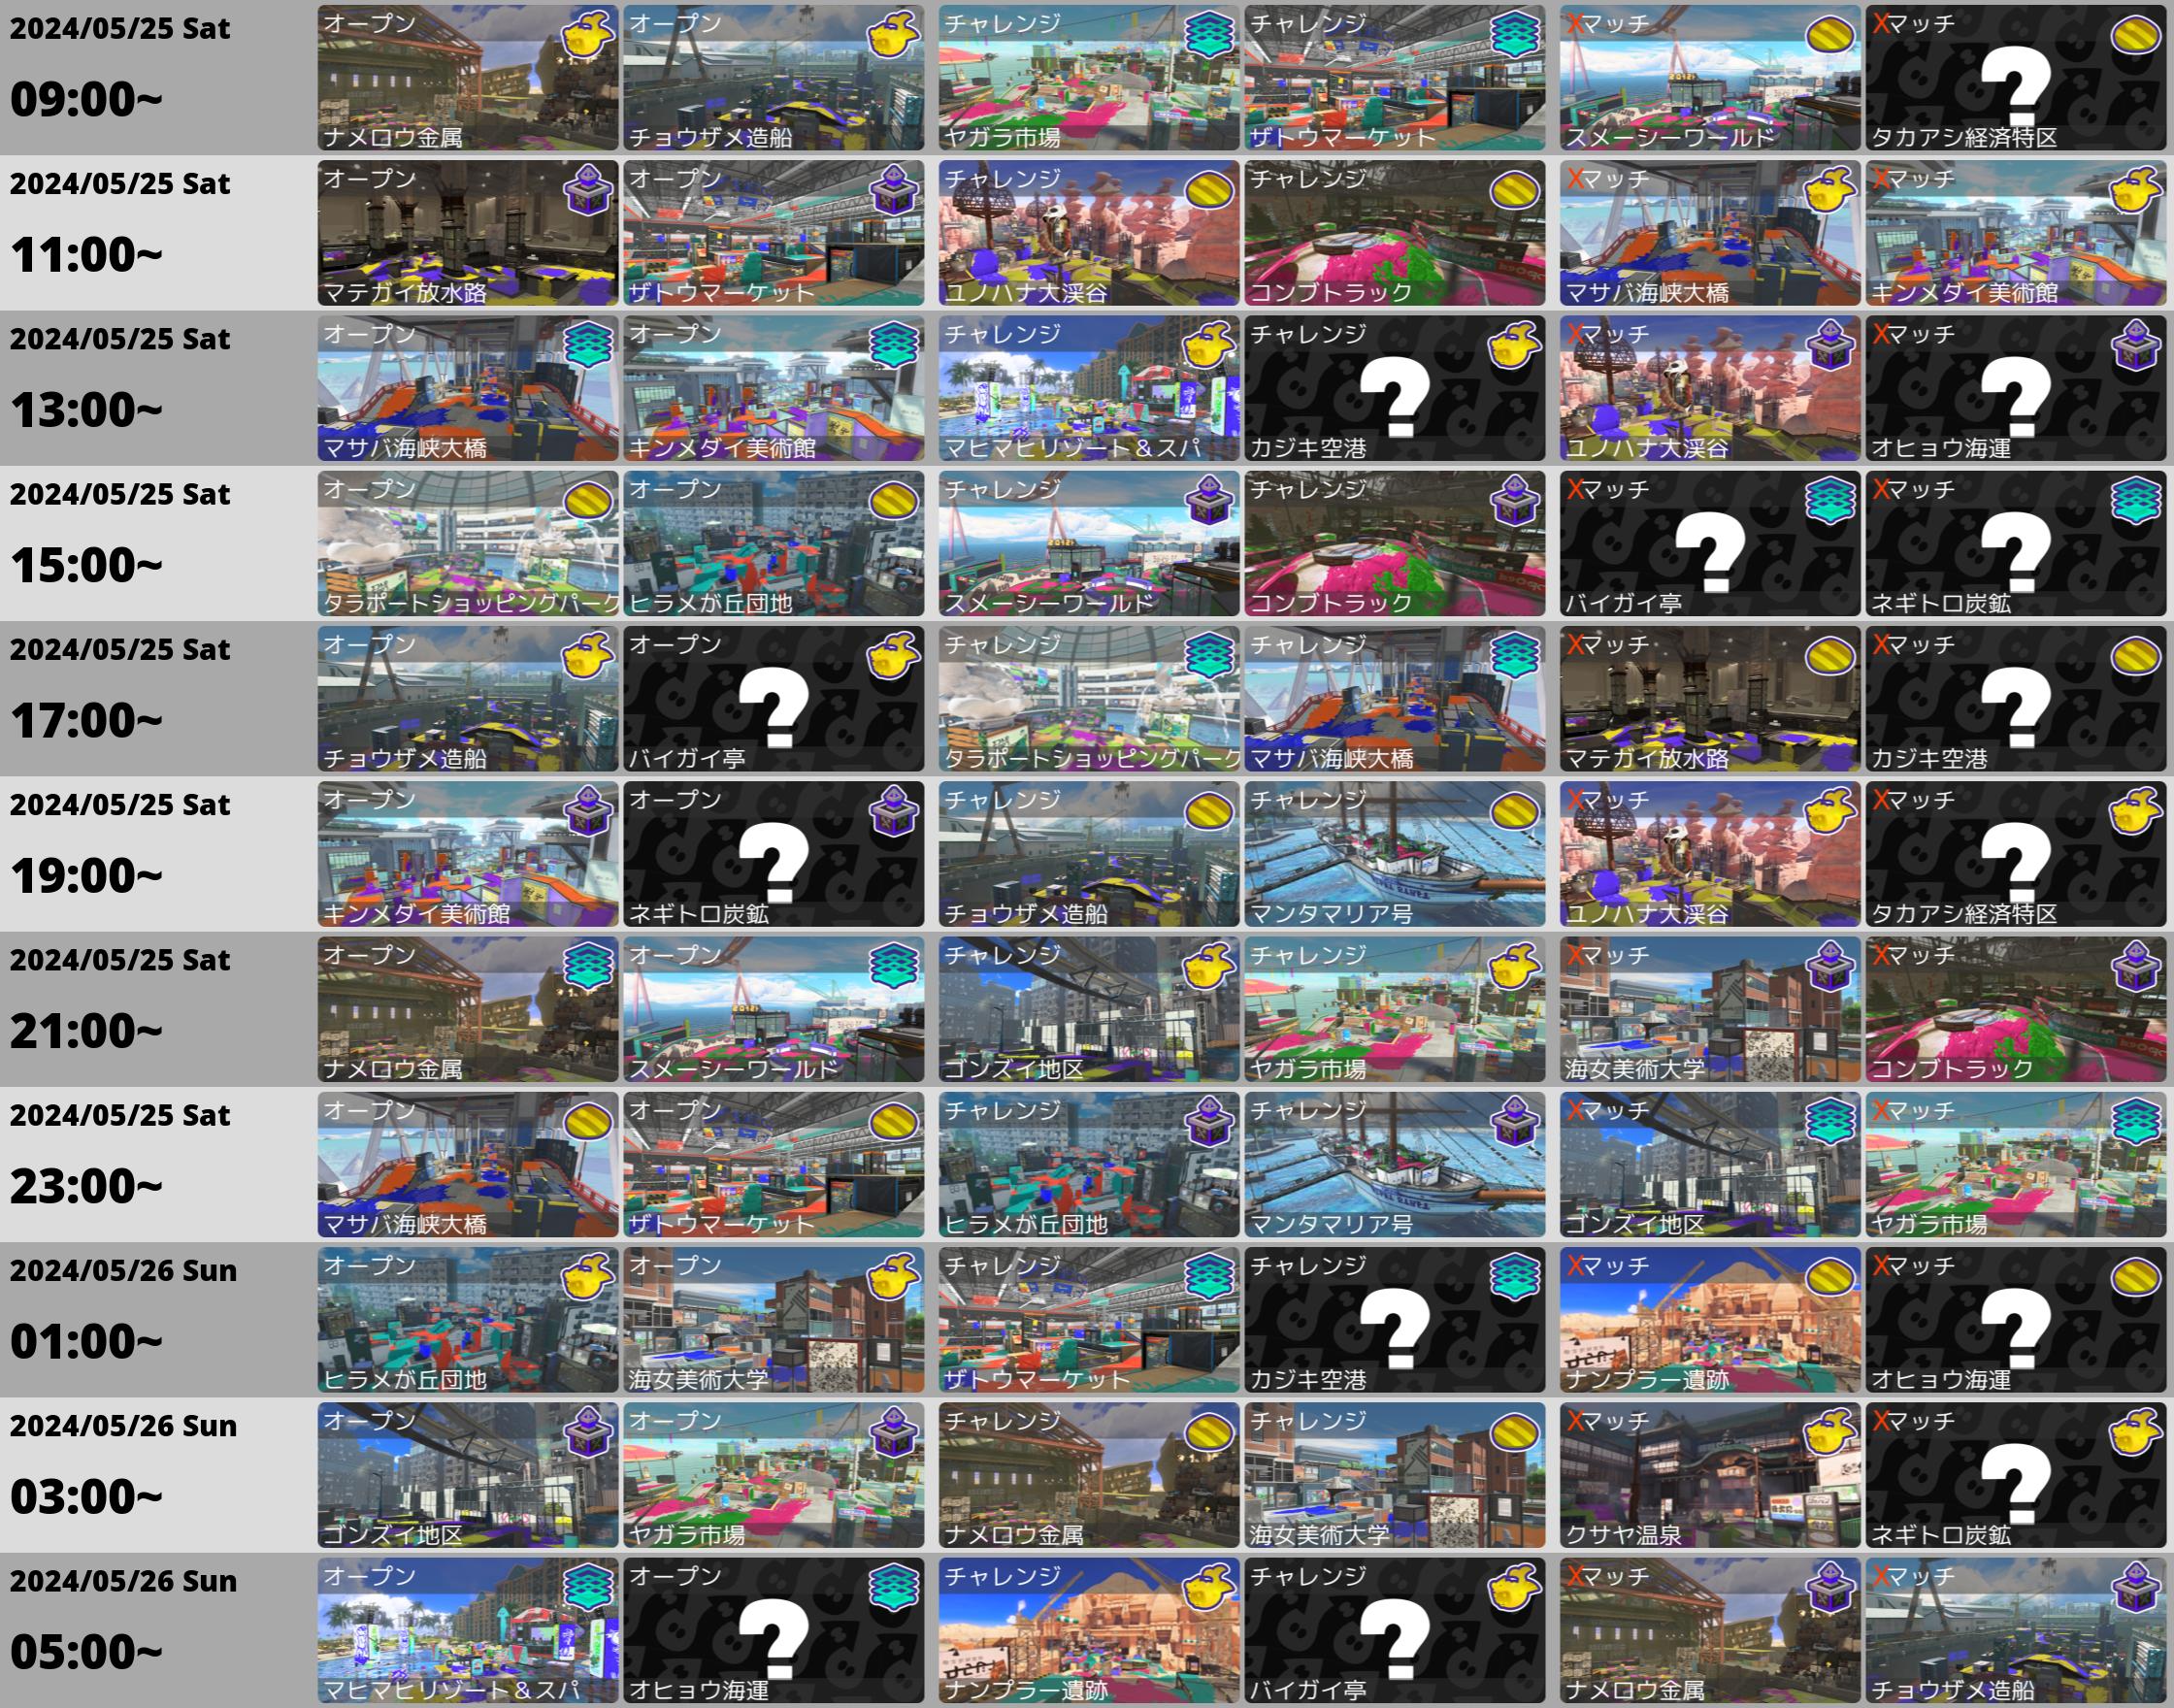 2024/05/25 Sat
09:00~
オープン
ナメロウ金属
オープン
チョウザメ造船
チャレンジ
ヤガラ市場
チャレンジ
ザトウマーケット
Xマッチ
スメーシーワールド
Xマッチ
タカアシ経済特区
2024/05/25 Sat
11:00~
オープン
マテガイ放水路
オープン
ザトウマーケット
チャレンジ
ユノハナ大渓谷
チャレンジ
コンブトラック
Xマッチ
マサバ海峡大橋
Xマッチ
キンメダイ美術館
2024/05/25 Sat
13:00~
オープン
マサバ海峡大橋
オープン
キンメダイ美術館
チャレンジ
マヒマヒリゾート＆スパ
チャレンジ
カジキ空港
Xマッチ
ユノハナ大渓谷
Xマッチ
オヒョウ海運
2024/05/25 Sat
15:00~
オープン
タラポートショッピングパーク
オープン
ヒラメが丘団地
チャレンジ
スメーシーワールド
チャレンジ
コンブトラック
Xマッチ
バイガイ亭
Xマッチ
ネギトロ炭鉱
2024/05/25 Sat
17:00~
オープン
チョウザメ造船
オープン
バイガイ亭
チャレンジ
タラポートショッピングパーク
チャレンジ
マサバ海峡大橋
Xマッチ
マテガイ放水路
Xマッチ
カジキ空港
2024/05/25 Sat
19:00~
オープン
キンメダイ美術館
オープン
ネギトロ炭鉱
チャレンジ
チョウザメ造船
チャレンジ
マンタマリア号
Xマッチ
ユノハナ大渓谷
Xマッチ
タカアシ経済特区
2024/05/25 Sat
21:00~
オープン
ナメロウ金属
オープン
スメーシーワールド
チャレンジ
ゴンズイ地区
チャレンジ
ヤガラ市場
Xマッチ
海女美術大学
Xマッチ
コンブトラック
2024/05/25 Sat
23:00~
オープン
マサバ海峡大橋
オープン
ザトウマーケット
チャレンジ
ヒラメが丘団地
チャレンジ
マンタマリア号
Xマッチ
ゴンズイ地区
Xマッチ
ヤガラ市場
2024/05/26 Sun
01:00~
オープン
ヒラメが丘団地
オープン
海女美術大学
チャレンジ
ザトウマーケット
チャレンジ
カジキ空港
Xマッチ
ナンプラー遺跡
Xマッチ
オヒョウ海運
2024/05/26 Sun
03:00~
オープン
ゴンズイ地区
オープン
ヤガラ市場
チャレンジ
ナメロウ金属
チャレンジ
海女美術大学
Xマッチ
クサヤ温泉
Xマッチ
ネギトロ炭鉱
2024/05/26 Sun
05:00~
オープン
マヒマヒリゾート＆スパ
オープン
オヒョウ海運
チャレンジ
ナンプラー遺跡
チャレンジ
バイガイ亭
Xマッチ
ナメロウ金属
Xマッチ
チョウザメ造船